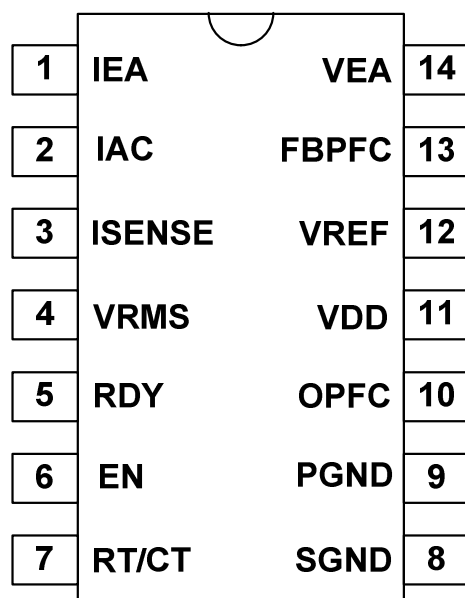 1 IEA VEA 14
2 IAC FBPFC 13
3 ISENSE VREF 12
4 VRMS VDD 11
5 RDY OPFC 10
6 EN PGND 9
7 RT/CT SGND 8